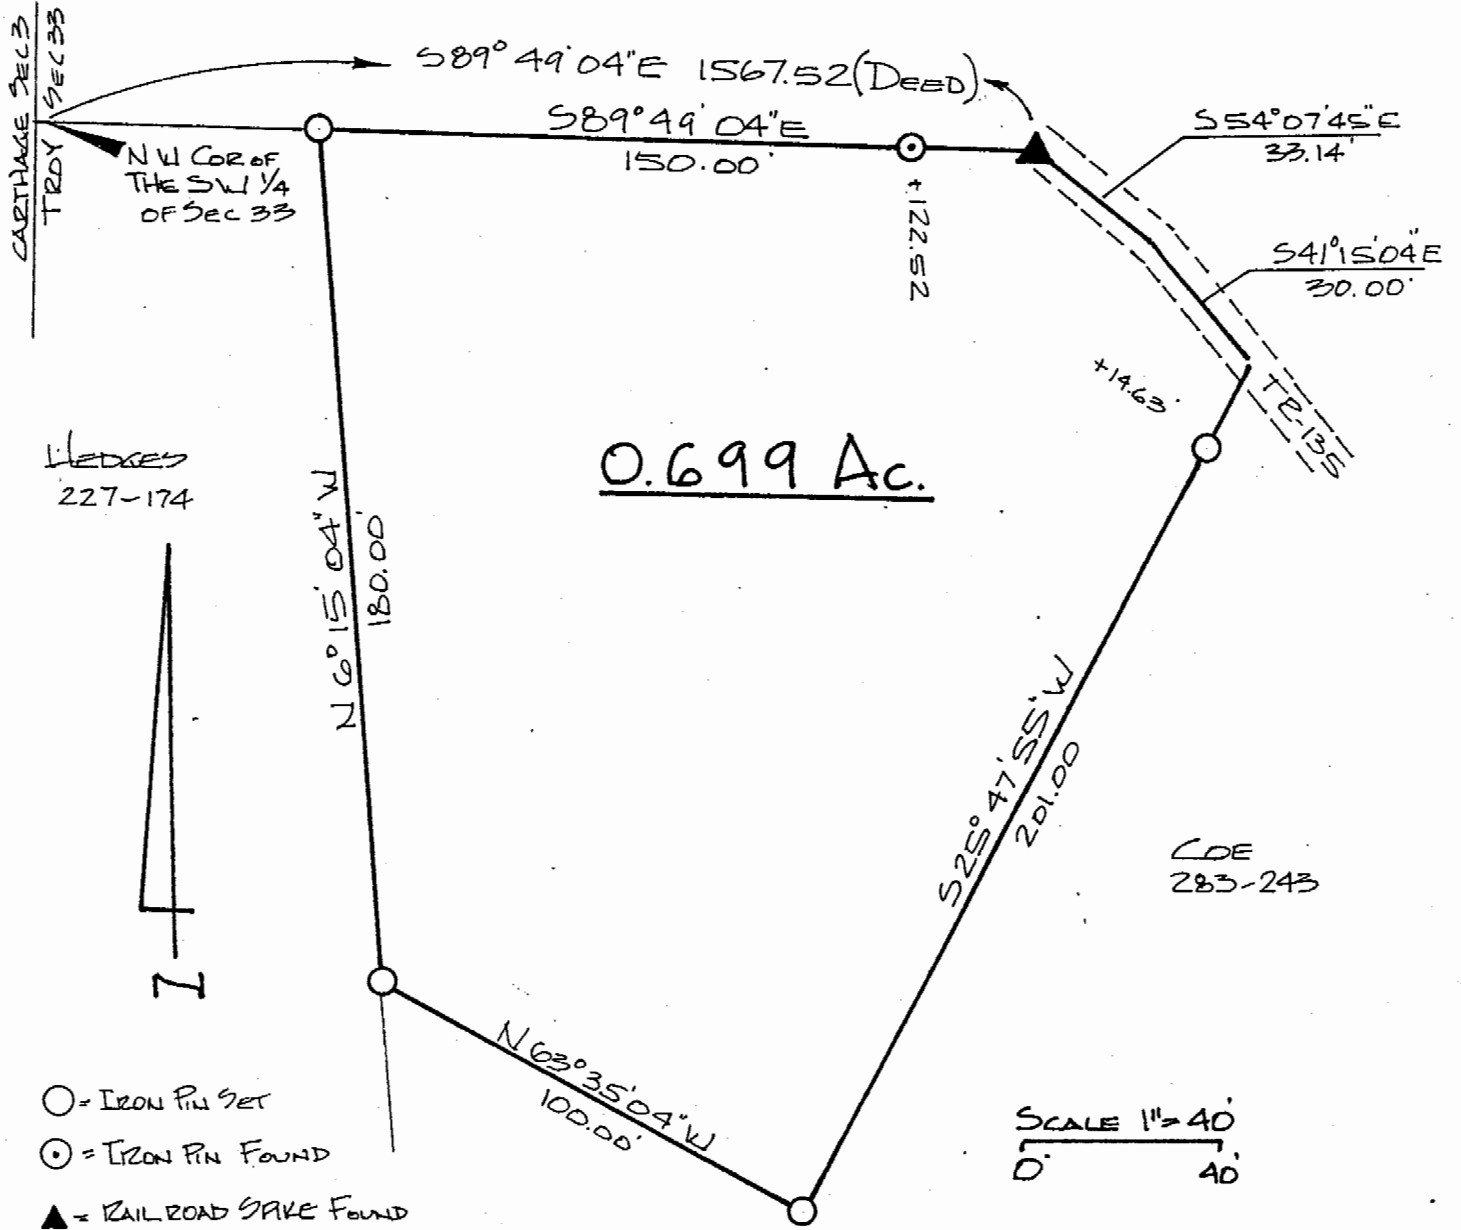 CARTHAGE SEC 3
TROY SEC 33
S89° 49' 04"E 1567.52 (DEED)
S89° 49' 04"E
150.00'
N W COR OF
THE SW 1/4
OF SEC 33
+122.52
S54°07'45"E
33.14'
S41°15'04"E
30.00'
+14.63'
TR-135
HEDGES
227-174
0.699 Ac.
N 6° 15' 04" W
180.00'
S25° 47' 55" W
201.00
COE
283-243
N
N 63° 35' 04" W
100.00'
○ = IRON PIN SET
⊙ = IRON PIN FOUND
▲ = RAILROAD SPIKE FOUND
SCALE 1"=40'
0' 40'